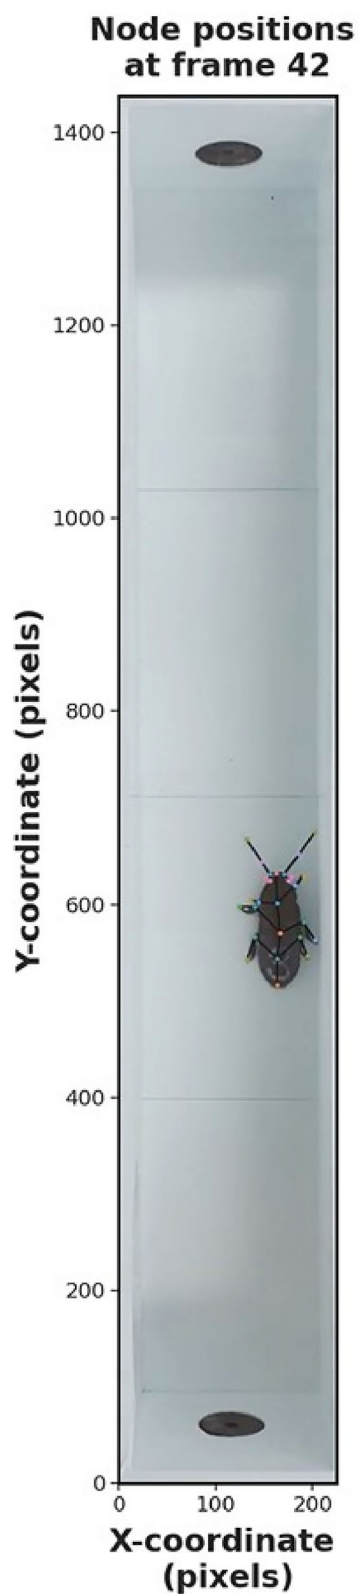 Node positions
at frame 42
1400
1200
1000
800
600
400
200
0
Y-coordinate (pixels)
0 100 200
X-coordinate
(pixels)